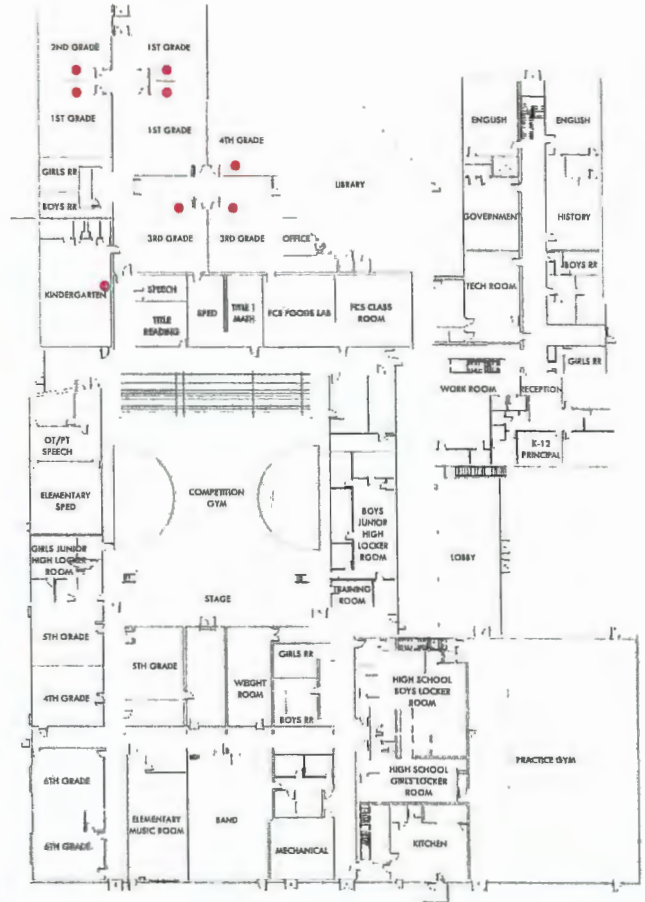 2ND GRADE
1ST GRADE
1ST GRADE
1ST GRADE
4TH GRADE
GIRLS RR
BOYS RR
LIBRARY
3RD GRADE
3RD GRADE
OFFICE
KINDERGARTEN
SPEECH
TITLE
READING
SPED
TITLE 1
MATH
FCS FOODS LAB
FCS CLASS
ROOM
ENGLISH
ENGLISH
GOVERNMENT
HISTORY
BOYS RR
TECH ROOM
GIRLS RR
WORK ROOM
RECEPTION
K-12
PRINCIPAL
OT/PT
SPEECH
ELEMENTARY
SPED
COMPETITION
GYM
BOYS
JUNIOR
HIGH
LOCKER
ROOM
LOBBY
GIRLS JUNIOR
HIGH LOCKER
ROOM
STAGE
TRAINING
ROOM
5TH GRADE
5TH GRADE
4TH GRADE
WEIGHT
ROOM
GIRLS RR
BOYS RR
HIGH SCHOOL
BOYS LOCKER
ROOM
PRACTICE GYM
HIGH SCHOOL
GIRLS LOCKER
ROOM
6TH GRADE
6TH GRADE
ELEMENTARY
MUSIC ROOM
BAND
MECHANICAL
KITCHEN